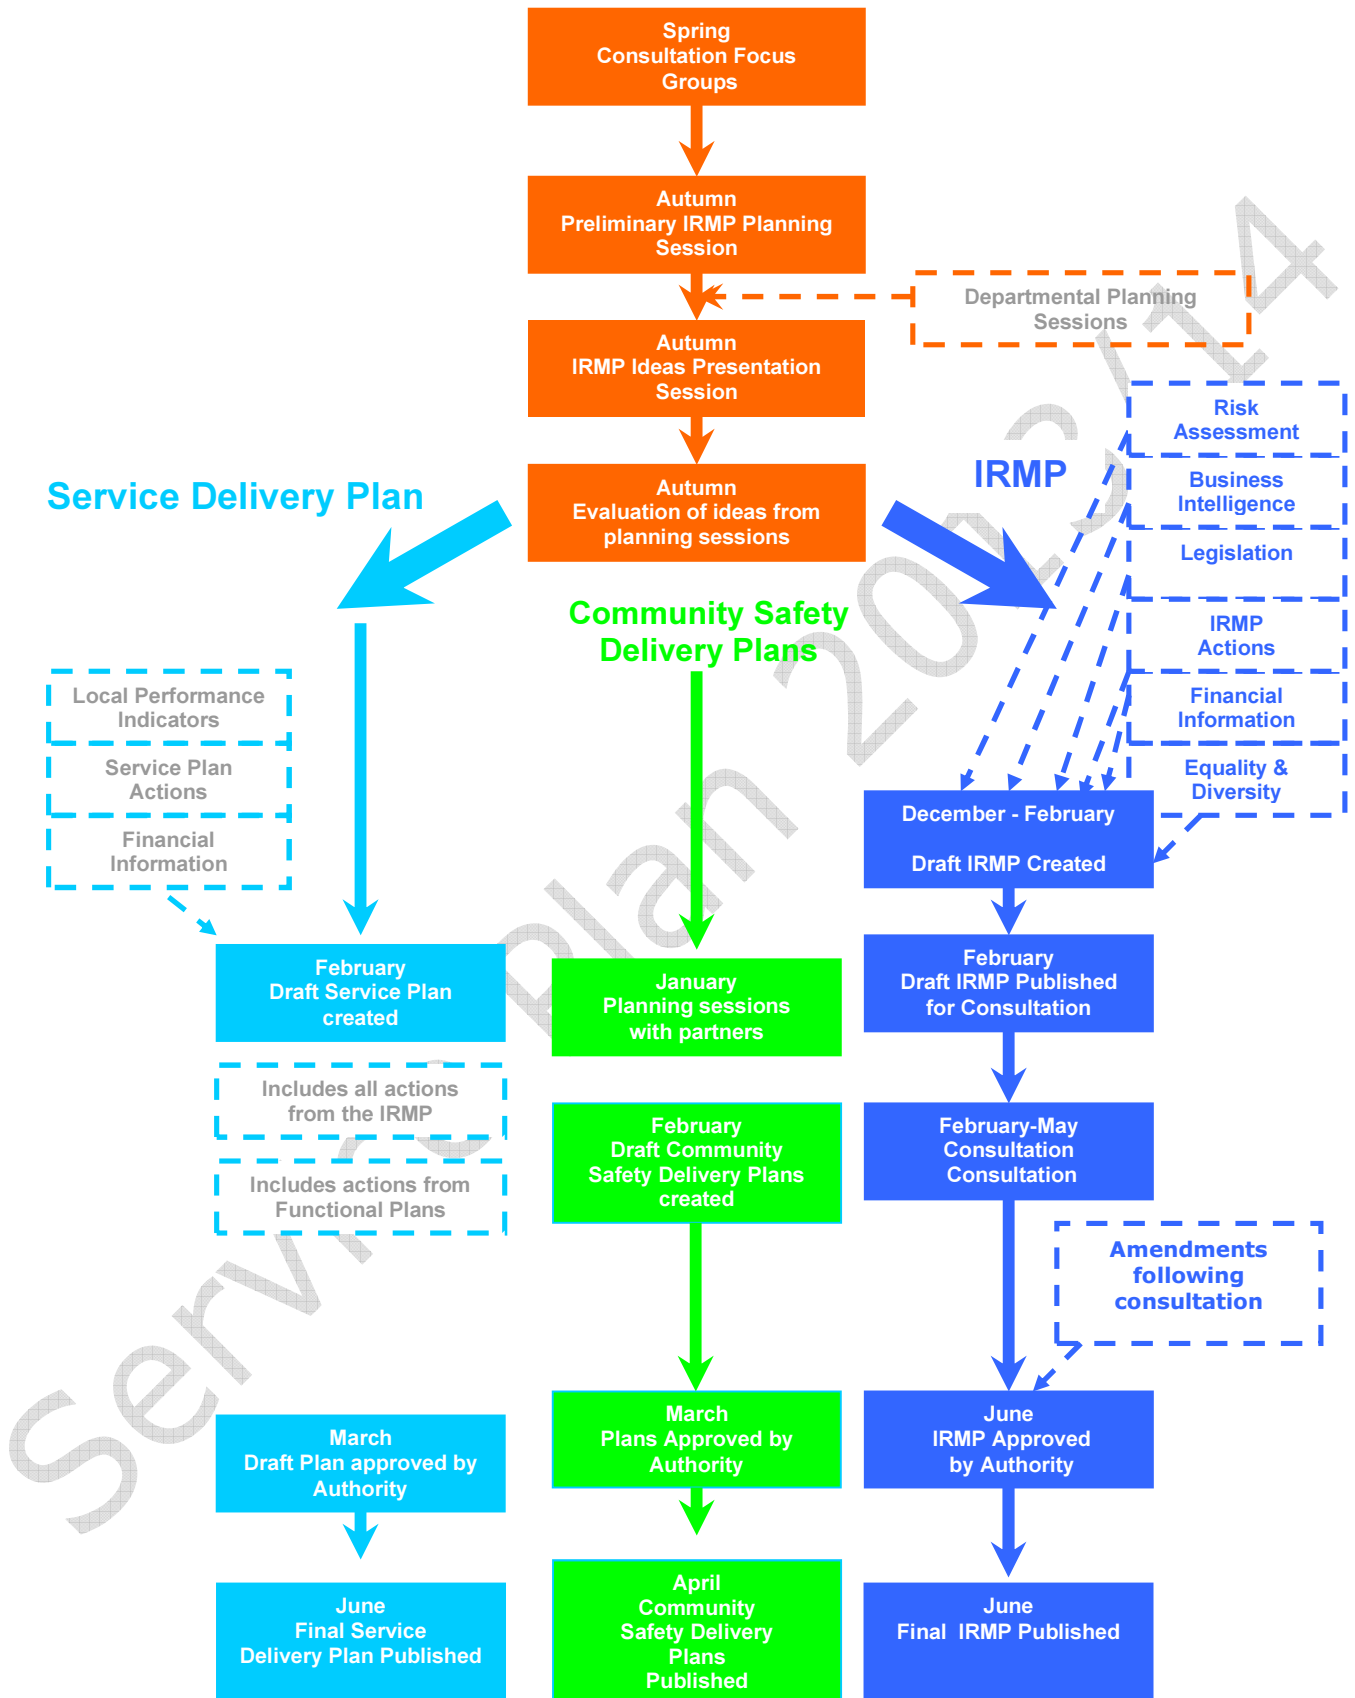 Spring
Consultation Focus
Groups
Autumn
Preliminary IRMP Planning
Session
Departmental Planning
Sessions
Autumn
IRMP Ideas Presentation
Session
Autumn
Evaluation of ideas from
planning sessions
Service Delivery Plan
IRMP
Community Safety
Delivery Plans
Risk
Assessment
Business
Intelligence
Legislation
IRMP
Actions
Financial
Information
Equality &
Diversity
Local Performance
Indicators
Service Plan
Actions
Financial
Information
February
Draft Service Plan
created
Includes all actions
from the IRMP
Includes actions from
Functional Plans
March
Draft Plan approved by
Authority
June
Final Service
Delivery Plan Published
January
Planning sessions
with partners
February
Draft Community
Safety Delivery Plans
created
March
Plans Approved by
Authority
April
Community
Safety Delivery
Plans
Published
December - February
Draft IRMP Created
February
Draft IRMP Published
for Consultation
February-May
Consultation
Consultation
Amendments
following
consultation
June
IRMP Approved
by Authority
June
Final IRMP Published
Service Plan 2013/14